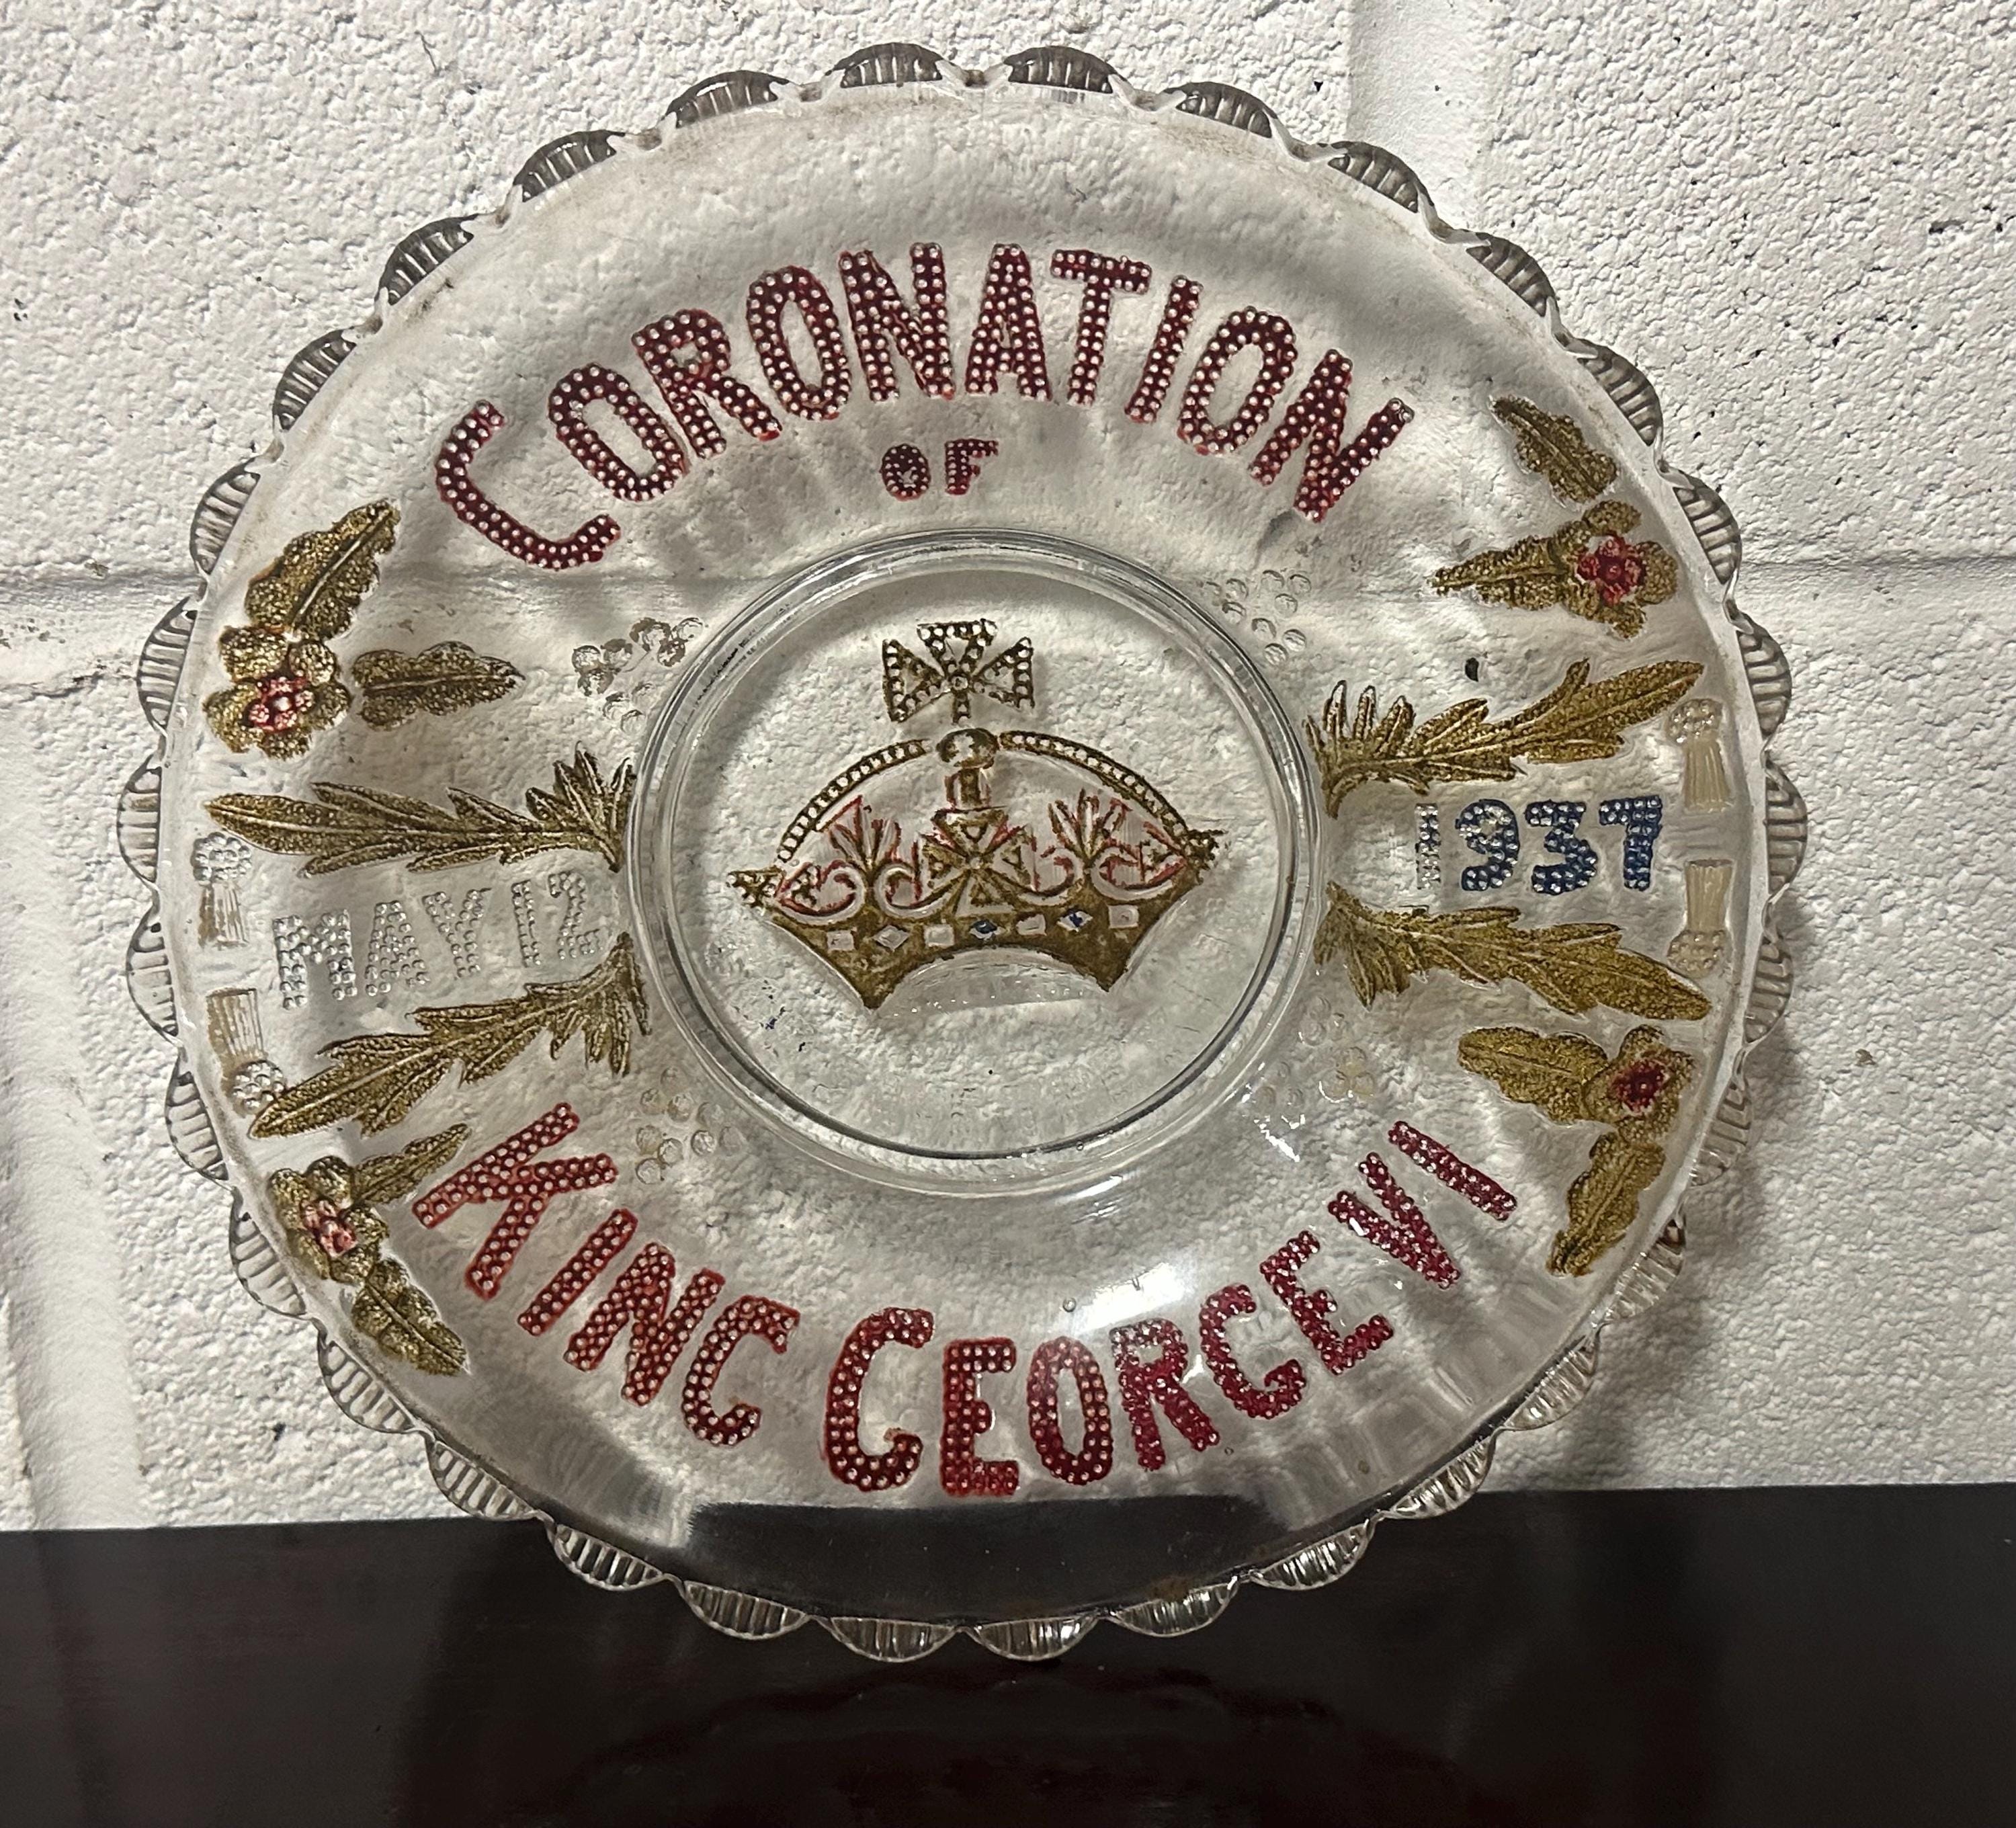 CORONATION
OF
MAY 12
1937
KING GEORGE VI